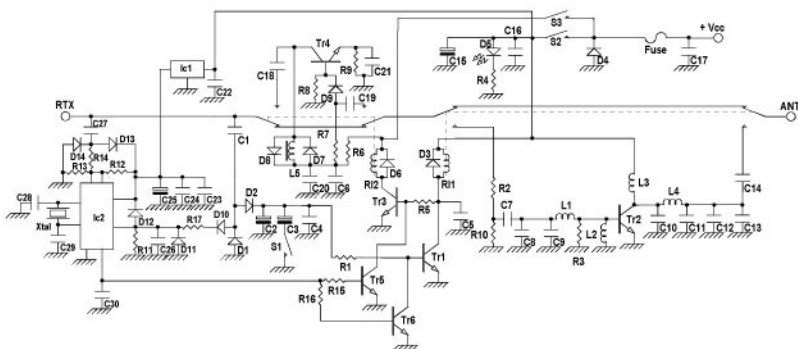 S3
+ Vcc
Tr4
D5
C16
S2
Ic1
R9
C15
D4
Fuse
C17
C18
C21
R8
R4
C22
D9
C19
RTX
ANT
C27
R7
D13
C1
D14
R14
R6
D3
R13
R12
D8
D7
D6
L5
Rl2
Rl1
L3
C20
C6
R2
C14
C28
C25
C24
C23
Ic2
D2
Tr3
R5
C7
L1
L4
D12
R17
D10
C5
Tr2
Xtal
C2
C3
C4
R10
L2
C29
R11
C26
D11
D1
S1
R1
Tr1
C8
C9
R3
C10
C11
C12
C13
R15
Tr5
C30
R16
Tr6